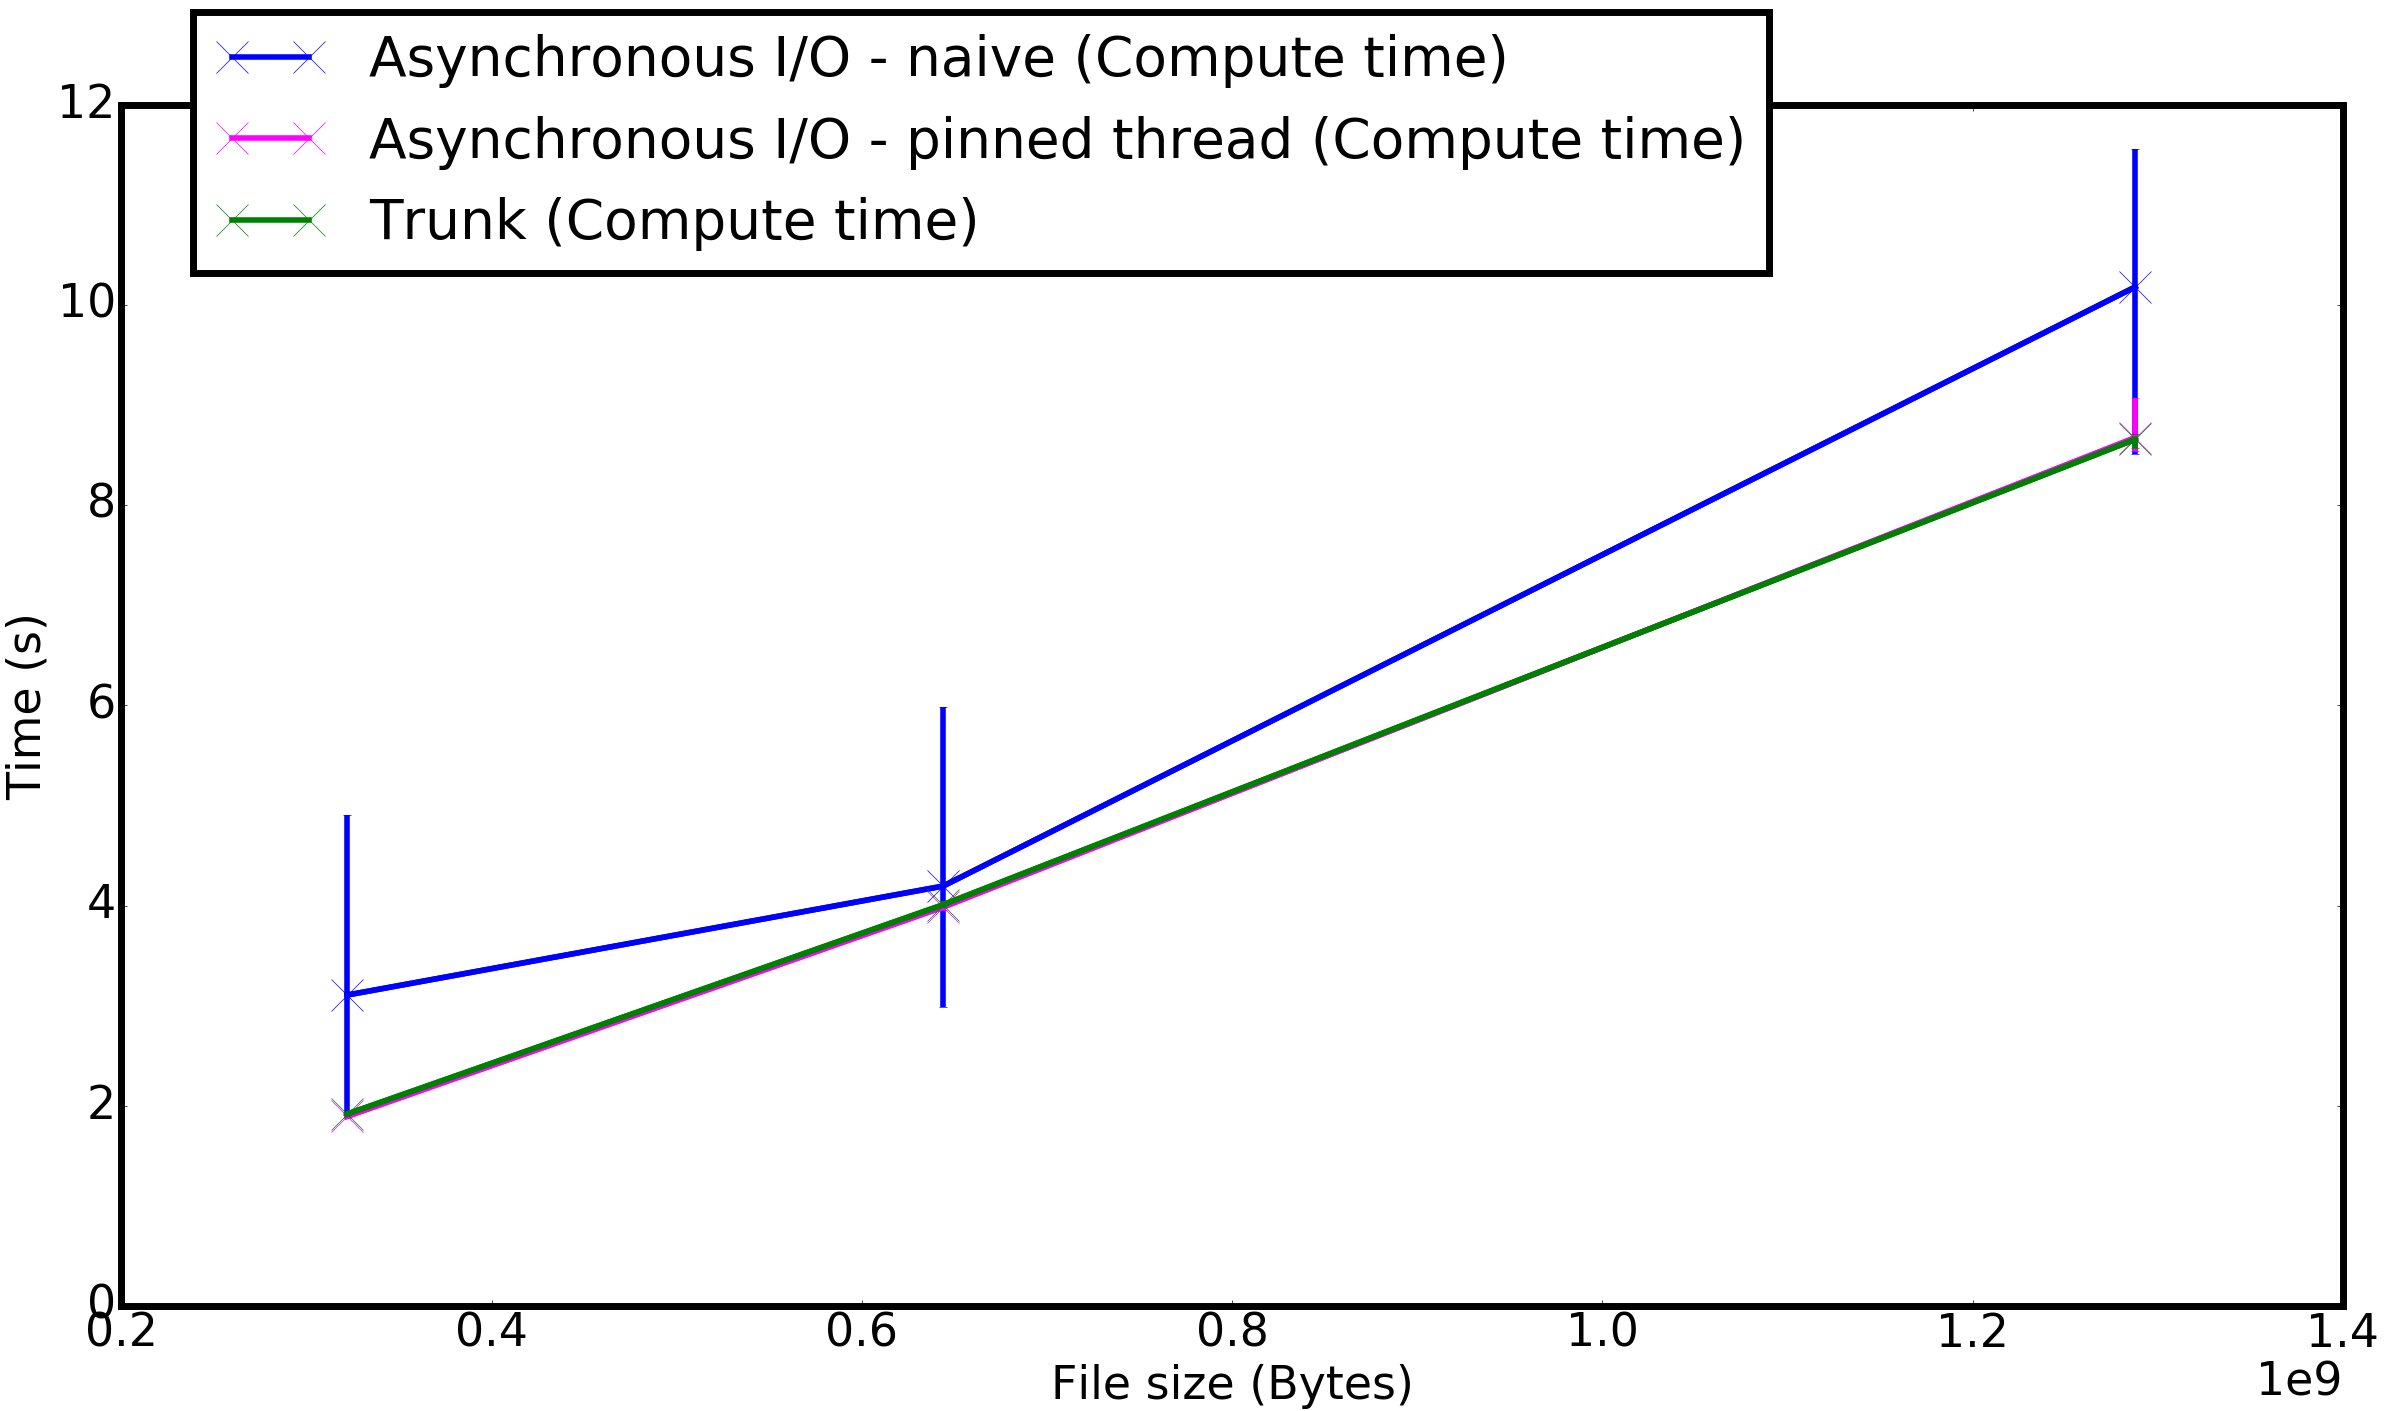 Asynchronous I/O - naive (Compute time)
Asynchronous I/O - pinned thread (Compute time)
Trunk (Compute time)
12
10
8
6
4
2
0
Time (s)
0.2 0.4 0.6 0.8 1.0 1.2 1.4
File size (Bytes)
1e9